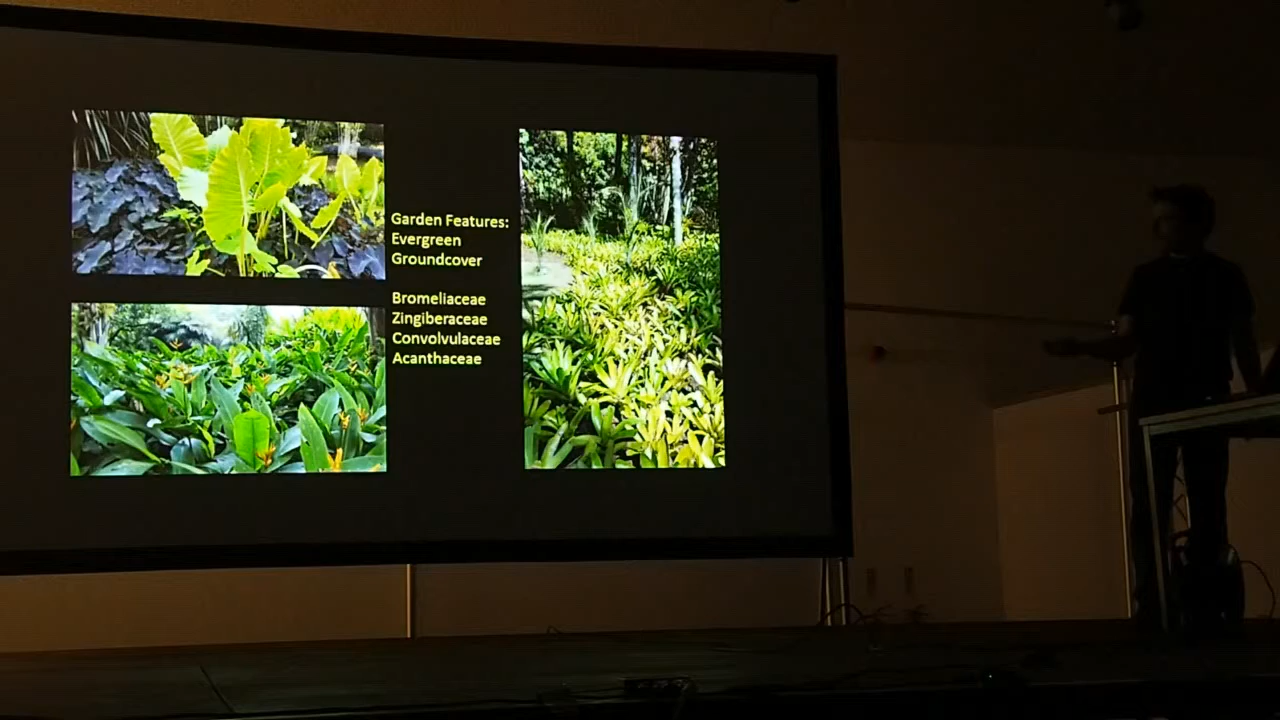 Garden Features:
Evergreen
Groundcover
Bromeliaceae
Zingiberaceae
Convolvulaceae
Acanthaceae